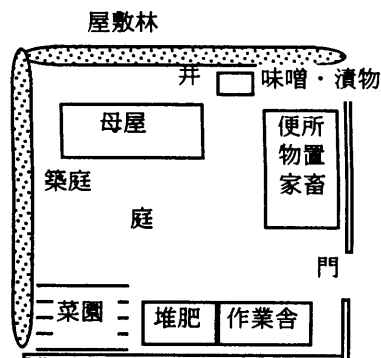 屋敷林
井 味噌・漬物
母屋
便所
物置
家畜
築庭
庭
門
菜園
堆肥 作業舎